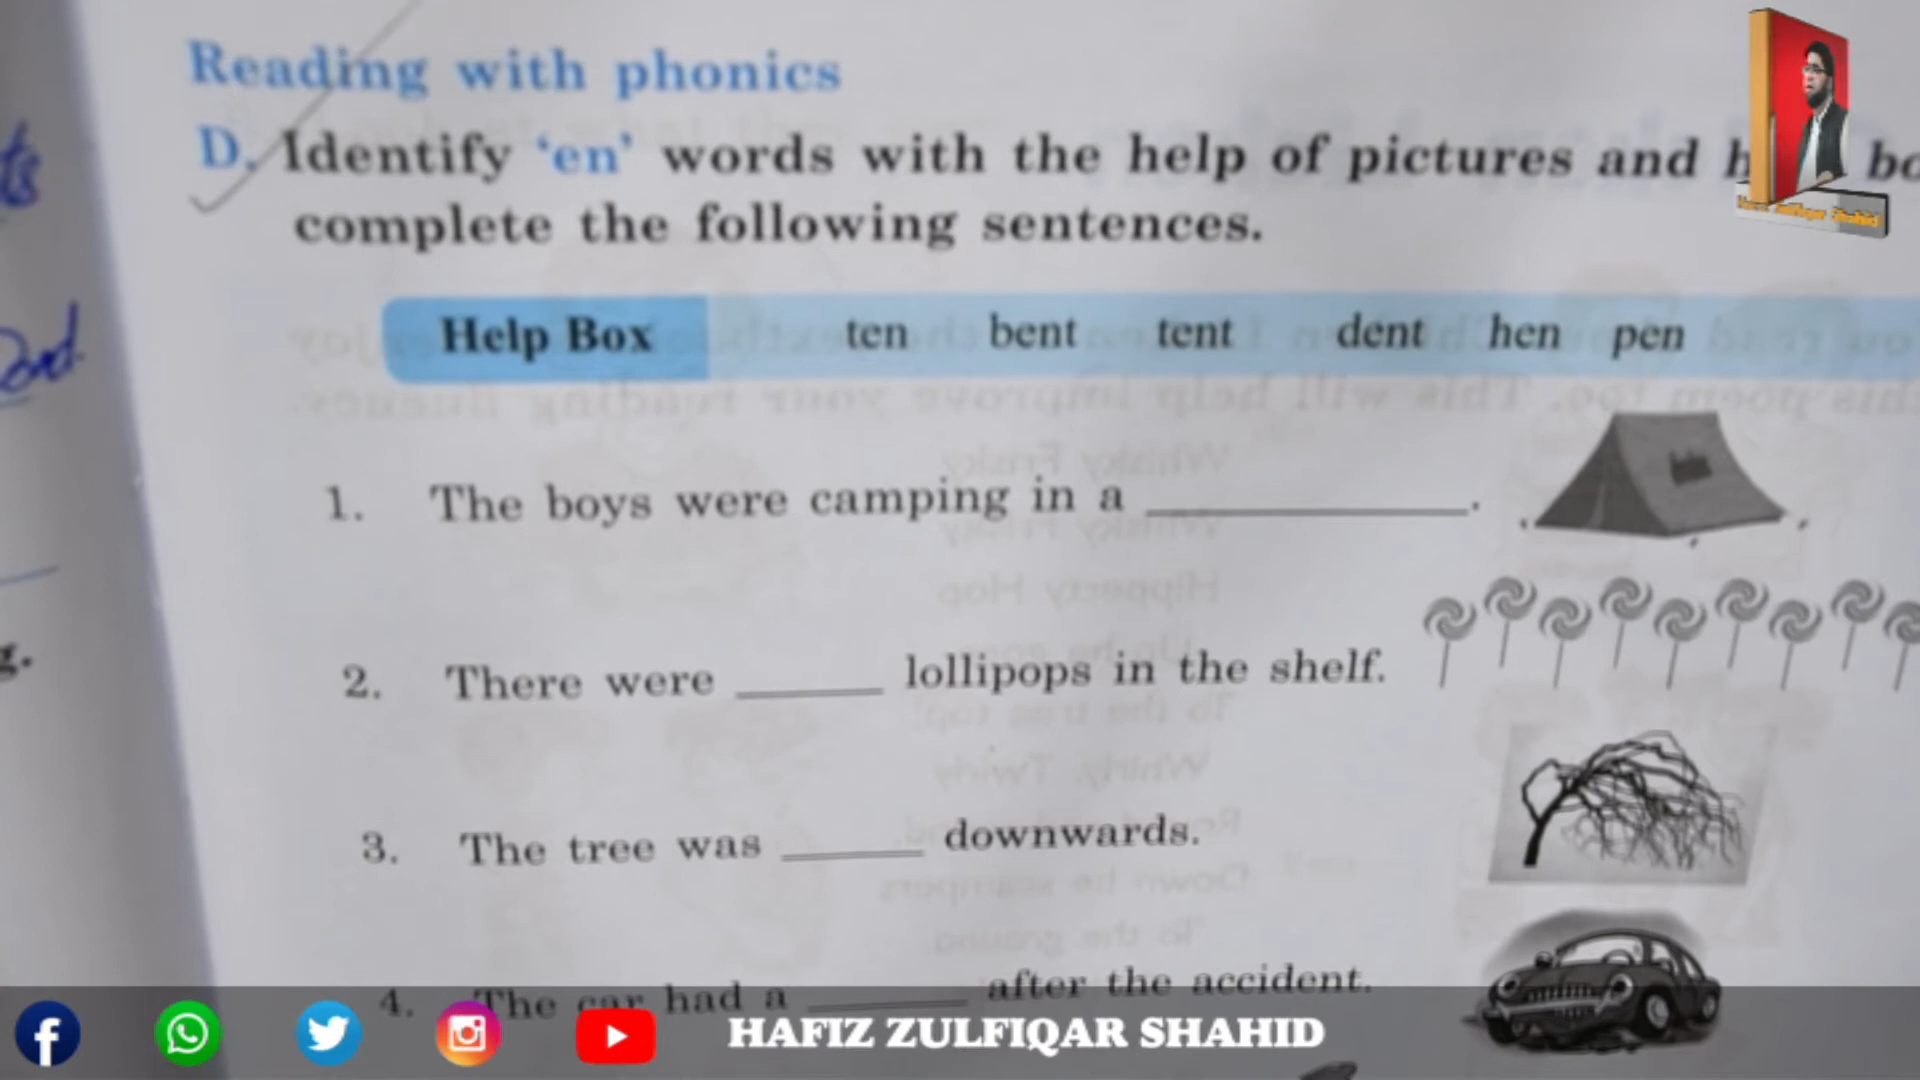 Reading with phonics
D. Identify ‘en’ words with the help of pictures and
complete the following sentences.
Help Box ten bent tent dent hen pen
1. The boys were camping in a ____________.
2. There were ______ lollipops in the shelf.
3. The tree was ______ downwards.
4. The car had a ______ after the accident.
HAFIZ ZULFIQAR SHAHID